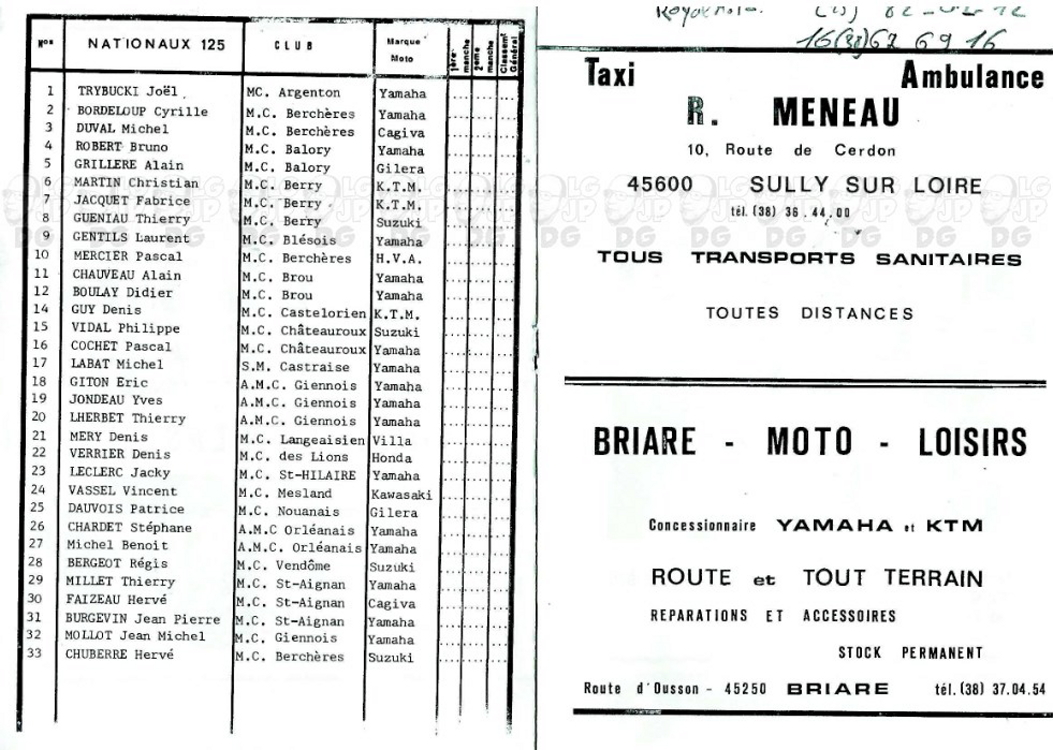 Nos NATIONAUX 125 CLUB Marque Moto 1ère manche 2ème manche Classemt Général
1 TRYBUCKI Joël MC. Argenton Yamaha
2 BORDELOUP Cyrille M.C. Berchères Yamaha
3 DUVAL Michel M.C. Berchères Cagiva
4 ROBERT Bruno M.C. Balory Yamaha
5 GRILLERE Alain M.C. Balory Gilera
6 MARTIN Christian M.C. Berry K.T.M.
7 JACQUET Fabrice M.C. Berry K.T.M.
8 GUENIAU Thierry M.C. Berry Suzuki
9 GENTILS Laurent M.C. Blésois Yamaha
10 MERCIER Pascal M.C. Berchères H.V.A.
11 CHAUVEAU Alain M.C. Brou Yamaha
12 BOULAY Didier M.C. Brou Yamaha
14 GUY Denis M.C. Castelorien K.T.M.
15 VIDAL Philippe M.C. Châteauroux Suzuki
16 COCHET Pascal M.C. Châteauroux Yamaha
17 LABAT Michel S.M. Castraise Yamaha
18 GITON Eric A.M.C. Giennois Yamaha
19 JONDEAU Yves A.M.C. Giennois Yamaha
20 LHERBET Thierry A.M.C. Giennois Yamaha
21 MERY Denis M.C. Langeaisien Villa
22 VERRIER Denis M.C. des Lions Honda
23 LECLERC Jacky M.C. St-HILAIRE Yamaha
24 VASSEL Vincent M.C. Mesland Kawasaki
25 DAUVOIS Patrice M.C. Nouanais Gilera
26 CHARDET Stéphane A.M.C Orléanais Yamaha
27 Michel Benoit A.M.C. Orléanais Yamaha
28 BERGEOT Régis M.C. Vendôme Suzuki
29 MILLET Thierry M.C. St-Aignan Yamaha
30 FAIZEAU Hervé M.C. St-Aignan Cagiva
31 BURGEVIN Jean Pierre M.C. St-Aignan Yamaha
32 MOLLOT Jean Michel M.C. Giennois Yamaha
33 CHUBERRE Hervé M.C. Berchères Suzuki
16(38)67 69 16
Taxi Ambulance
R. MENEAU
10, Route de Cerdon
45600 SULLY SUR LOIRE
tél. (38) 36.44.00
TOUS TRANSPORTS SANITAIRES
TOUTES DISTANCES
BRIARE - MOTO - LOISIRS
Concessionnaire YAMAHA et KTM
ROUTE et TOUT TERRAIN
REPARATIONS ET ACCESSOIRES
STOCK PERMANENT
Route d'Ousson - 45250 BRIARE tél. (38) 37.04.54
LG JP DG